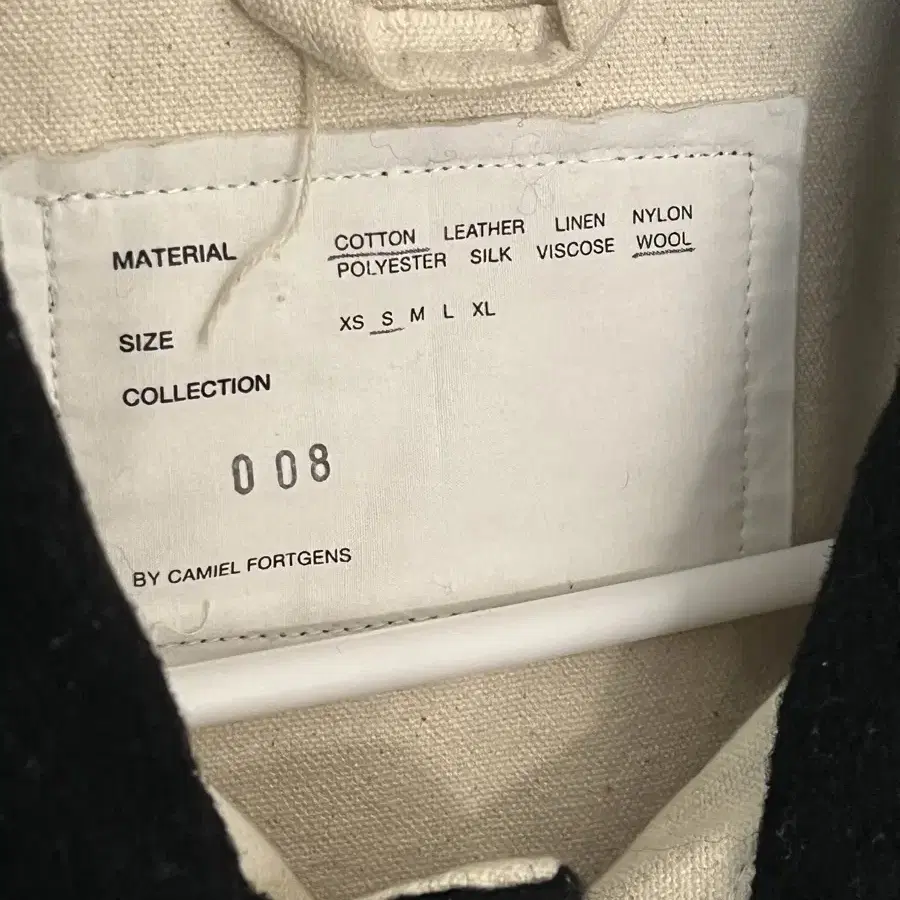 MATERIAL COTTON LEATHER LINEN NYLON
POLYESTER SILK VISCOSE WOOL
SIZE XS S M L XL
COLLECTION
008
BY CAMIEL FORTGENS